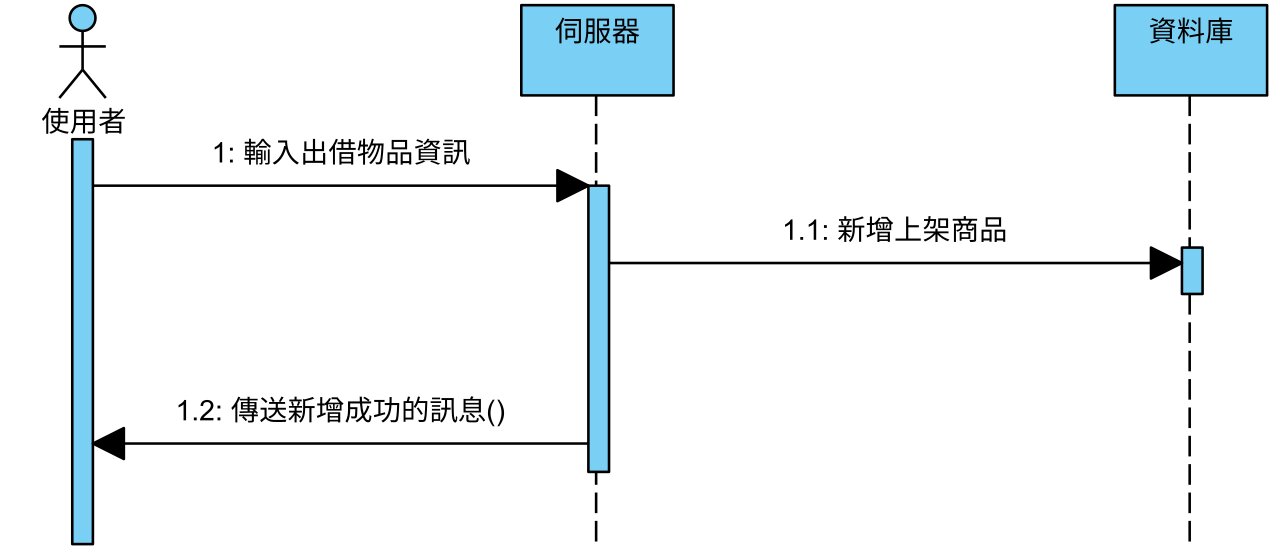 使用者
伺服器
資料庫
1: 輸入出借物品資訊
1.1: 新增上架商品
1.2: 傳送新增成功的訊息()